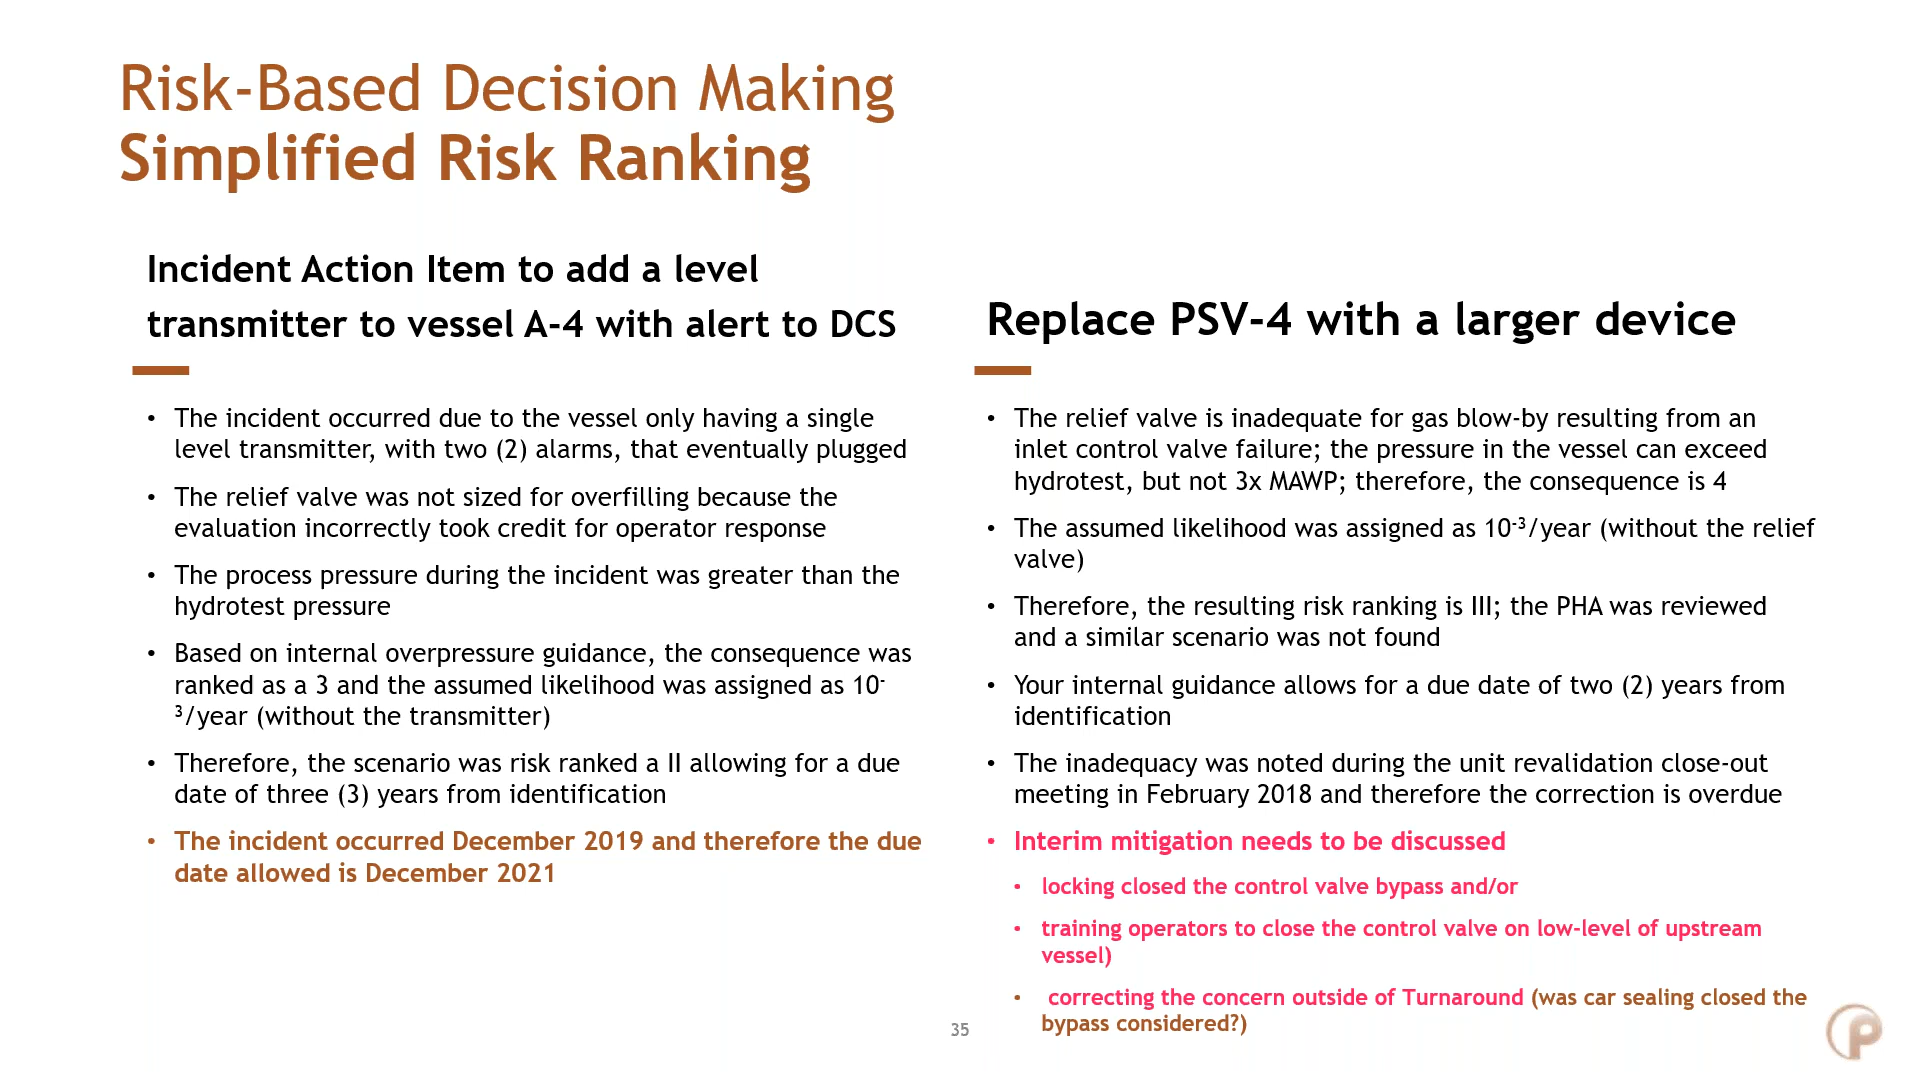 Risk-Based Decision Making
Simplified Risk Ranking
Incident Action Item to add a level
transmitter to vessel A-4 with alert to DCS
• The incident occurred due to the vessel only having a single
level transmitter, with two (2) alarms, that eventually plugged
• The relief valve was not sized for overfilling because the
evaluation incorrectly took credit for operator response
• The process pressure during the incident was greater than the
hydrotest pressure
• Based on internal overpressure guidance, the consequence was
ranked as a 3 and the assumed likelihood was assigned as 10⁻
³/year (without the transmitter)
• Therefore, the scenario was risk ranked a II allowing for a due
date of three (3) years from identification
• The incident occurred December 2019 and therefore the due
date allowed is December 2021
Replace PSV-4 with a larger device
• The relief valve is inadequate for gas blow-by resulting from an
inlet control valve failure; the pressure in the vessel can exceed
hydrotest, but not 3x MAWP; therefore, the consequence is 4
• The assumed likelihood was assigned as 10⁻³/year (without the relief
valve)
• Therefore, the resulting risk ranking is III; the PHA was reviewed
and a similar scenario was not found
• Your internal guidance allows for a due date of two (2) years from
identification
• The inadequacy was noted during the unit revalidation close-out
meeting in February 2018 and therefore the correction is overdue
• Interim mitigation needs to be discussed
• locking closed the control valve bypass and/or
• training operators to close the control valve on low-level of upstream
vessel)
• correcting the concern outside of Turnaround (was car sealing closed the
bypass considered?)
35
p